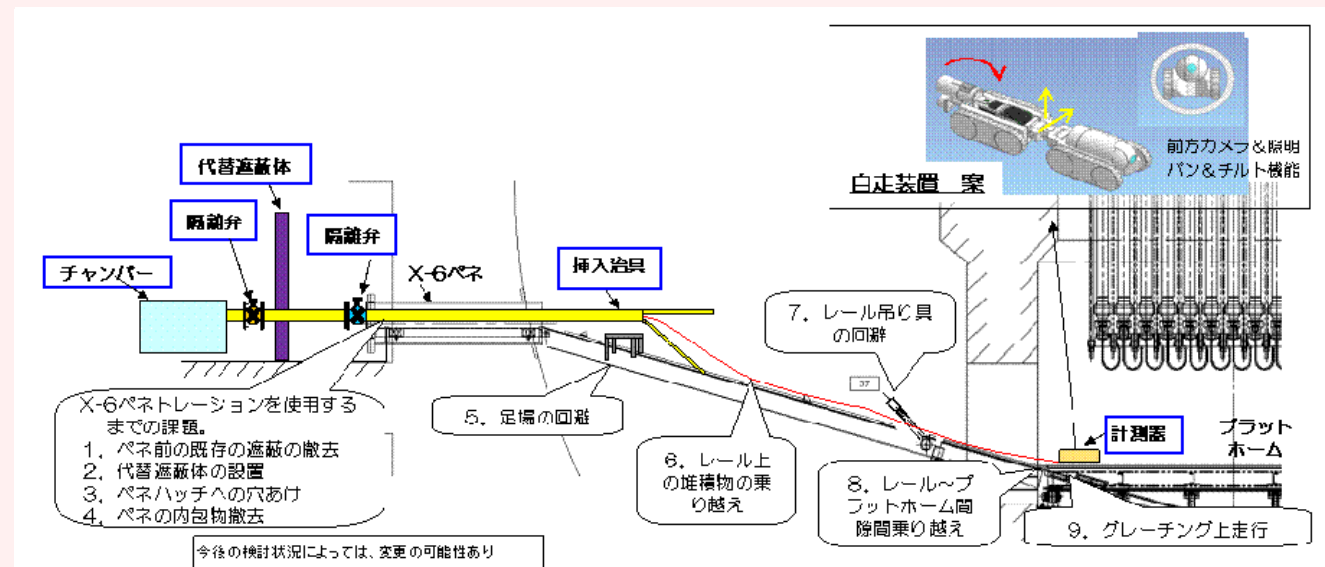 前方カメラ&照明
パン&チルト機能
自走装置 案
代替遮蔽体
隔離弁
隔離弁
チャンバー
X-6ペネ
挿入治具
7. レール吊り具
の回避
37
計測器
プラット
ホーム
X-6ペネトレーションを使用する
までの課題。
1. ペネ前の既存の遮蔽の撤去
2. 代替遮蔽体の設置
3. ペネハッチへの穴あけ
4. ペネの内包物撤去
5. 足場の回避
6. レール上
の堆積物の乗
り越え
8. レール〜プ
ラットホーム間
隙間乗り越え
9. グレーチング上走行
今後の検討状況によっては、変更の可能性あり